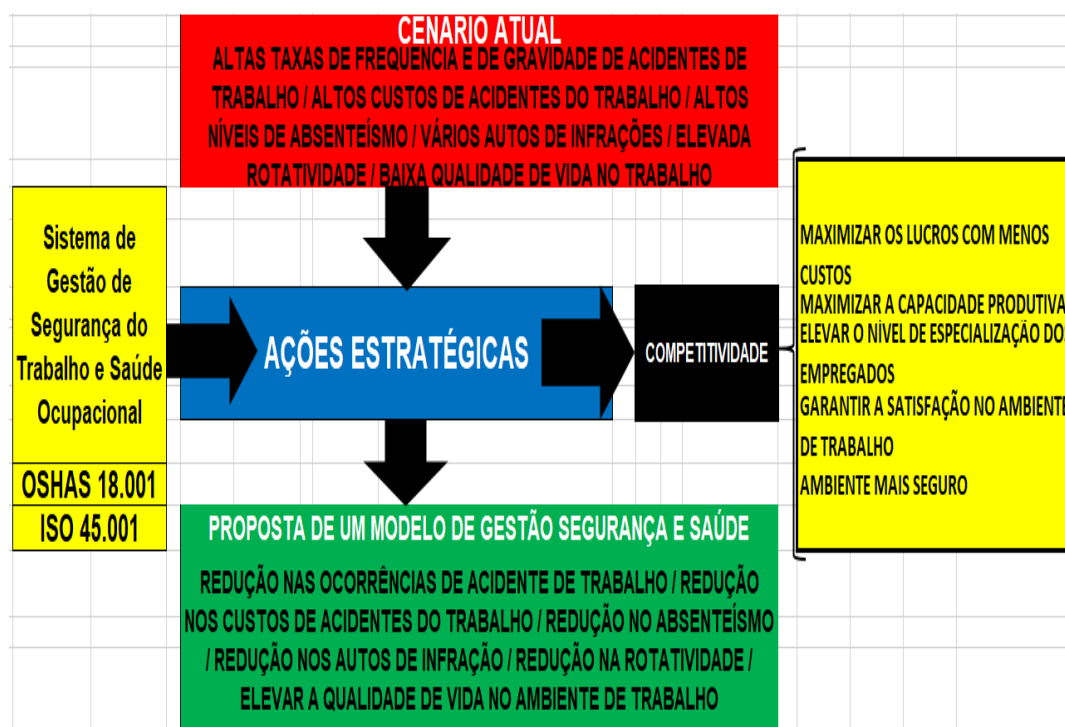 CENARIO ATUAL
ALTAS TAXAS DE FREQUENCIA E DE GRAVIDADE DE ACIDENTES DE
TRABALHO / ALTOS CUSTOS DE ACIDENTES DO TRABALHO / ALTOS
NÍVEIS DE ABSENTEÍSMO / VÁRIOS AUTOS DE INFRAÇÕES / ELEVADA
ROTATIVIDADE / BAIXA QUALIDADE DE VIDA NO TRABALHO
Sistema de
Gestão de
Segurança do
Trabalho e Saúde
Ocupacional
OSHAS 18.001
ISO 45.001
AÇÕES ESTRATÉGICAS
COMPETITIVIDADE
MAXIMIZAR OS LUCROS COM MENOS
CUSTOS
MAXIMIZAR A CAPACIDADE PRODUTIVA
ELEVAR O NÍVEL DE ESPECIALIZAÇÃO DOS
EMPREGADOS
GARANTIR A SATISFAÇÃO NO AMBIENTE
DE TRABALHO
AMBIENTE MAIS SEGURO
PROPOSTA DE UM MODELO DE GESTÃO SEGURANÇA E SAÚDE
REDUÇÃO NAS OCORRÊNCIAS DE ACIDENTE DE TRABALHO / REDUÇÃO
NOS CUSTOS DE ACIDENTES DO TRABALHO / REDUÇÃO NO ABSENTEÍSMO
/ REDUÇÃO NOS AUTOS DE INFRAÇÃO / REDUÇÃO NA ROTATIVIDADE /
ELEVAR A QUALIDADE DE VIDA NO AMBIENTE DE TRABALHO